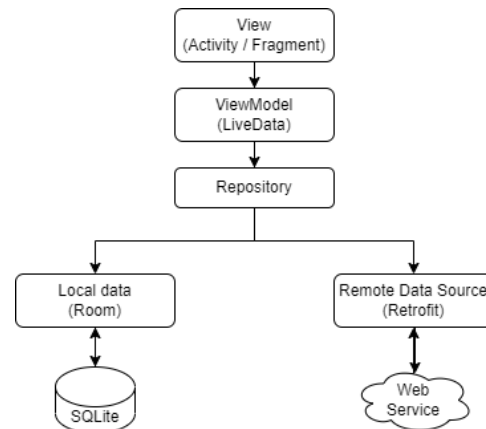 View
(Activity / Fragment)
ViewModel
(LiveData)
Repository
Local data
(Room)
Remote Data Source
(Retrofit)
SQLite
Web
Service